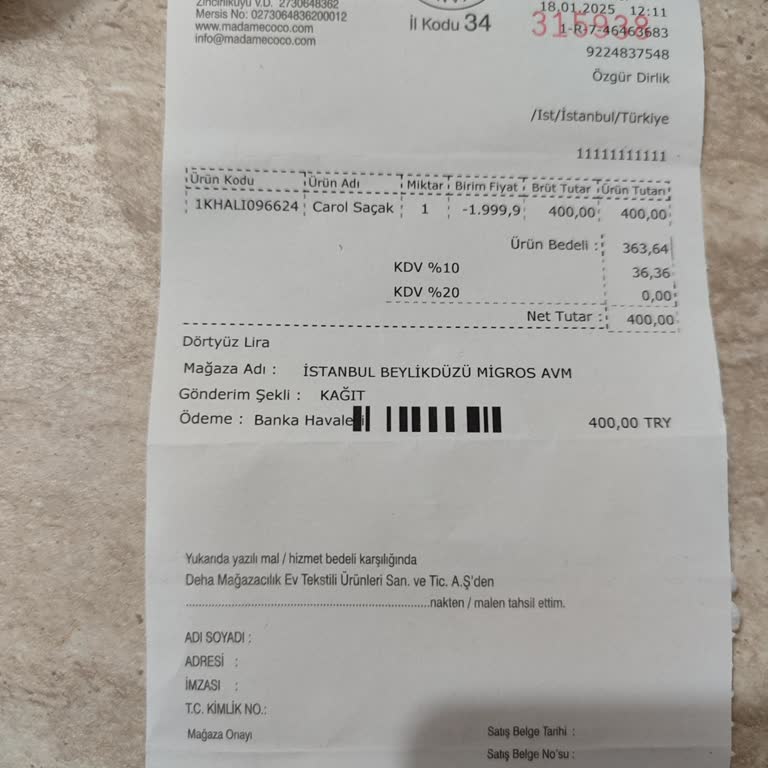 Zincirlikuyu V.D. 2730648362
Mersis No: 0273064836200012
www.madamecoco.com
info@madamecoco.com
İl Kodu 34
18.01.2025 12:11
315938
1-R-7-46463683
9224837548
Özgür Dirlik
/Ist/İstanbul/Türkiye
11111111111
Ürün Kodu Ürün Adı Miktar Birim Fiyat Brüt Tutar Ürün Tutarı
1KHALI096624 Carol Saçak 1 -1.999,9 400,00 400,00
Ürün Bedeli : 363,64
KDV %10 36,36
KDV %20 0,00
Net Tutar : 400,00
Dörtyüz Lira
Mağaza Adı : İSTANBUL BEYLİKDÜZÜ MİGROS AVM
Gönderim Şekli : KAĞIT
Ödeme : Banka Havalesi 400,00 TRY
Yukarıda yazılı mal / hizmet bedeli karşılığında
Deha Mağazacılık Ev Tekstili Ürünleri San. ve Tic. A.Ş'den
..............................nakten / malen tahsil ettim.
ADI SOYADI :
ADRESİ :
İMZASI :
T.C. KİMLİK NO.:
Mağaza Onayı
Satış Belge Tarihi :
Satış Belge No'su :